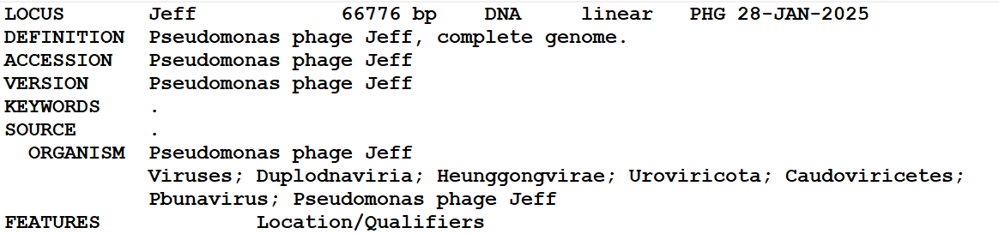 LOCUS       Jeff            66776 bp    DNA     linear   PHG 28-JAN-2025
DEFINITION  Pseudomonas phage Jeff, complete genome.
ACCESSION   Pseudomonas phage Jeff
VERSION     Pseudomonas phage Jeff
KEYWORDS    .
SOURCE      .
  ORGANISM  Pseudomonas phage Jeff
            Viruses; Duplodnaviria; Heunggongvirae; Uroviricota; Caudoviricetes;
            Pbunavirus; Pseudomonas phage Jeff
FEATURES             Location/Qualifiers